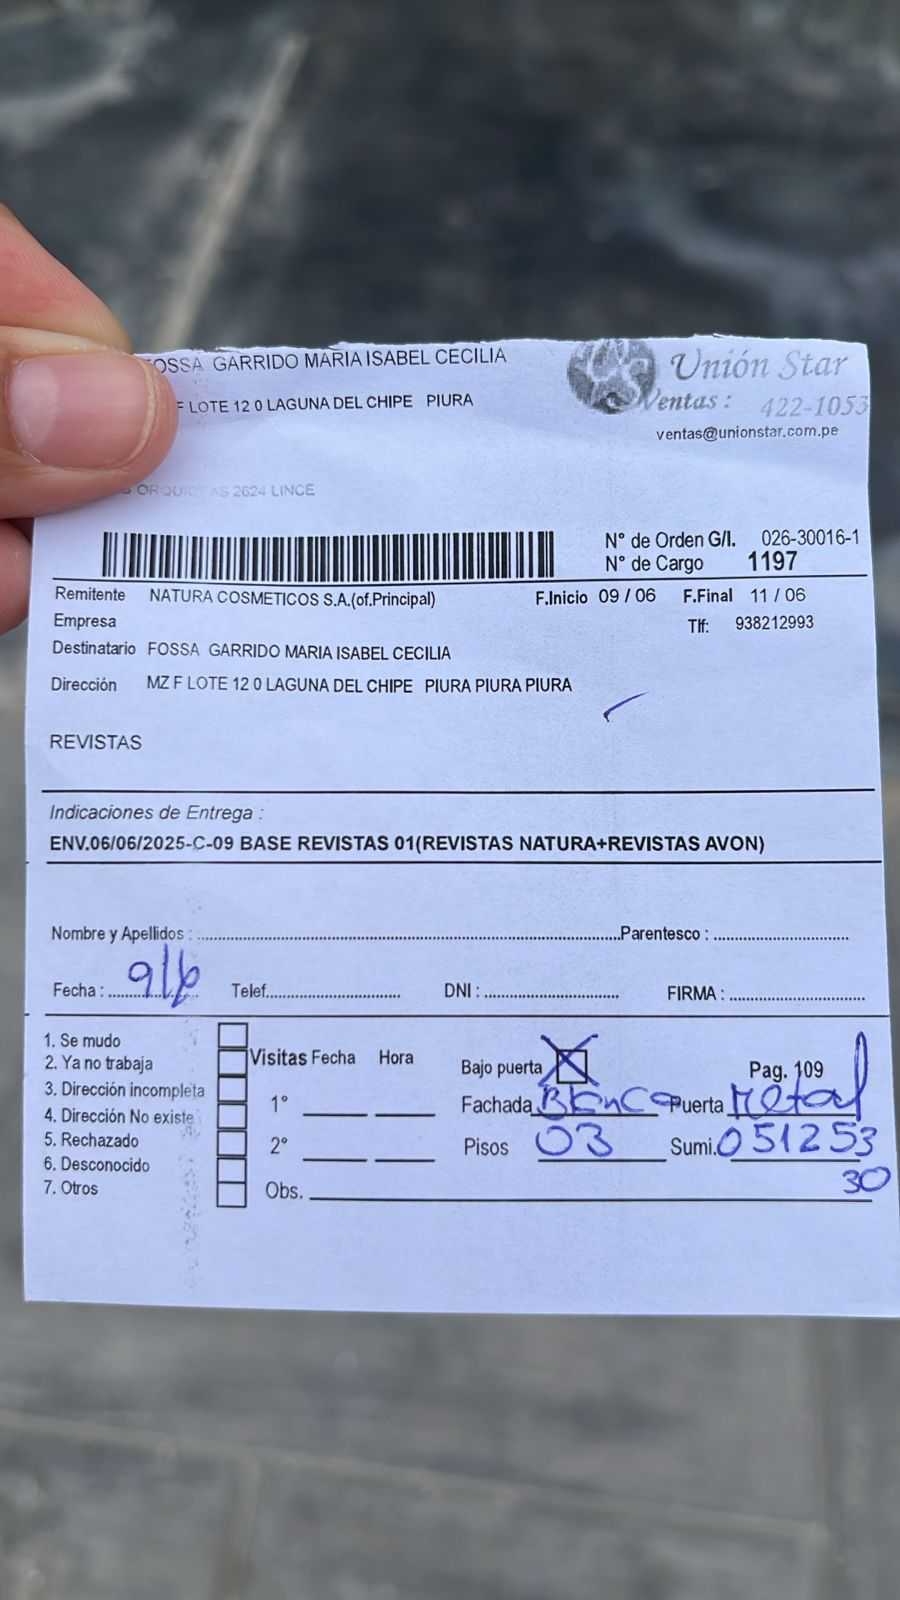 OSSA GARRIDO MARIA ISABEL CECILIA
F LOTE 12 0 LAGUNA DEL CHIPE PIURA
Unión Star
Ventas : 422-1053
ventas@unionstar.com.pe
2624 LINCE
N° de Orden G/I. 026-30016-1
N° de Cargo 1197
Remitente NATURA COSMETICOS S.A.(of.Principal) F.Inicio 09 / 06 F.Final 11 / 06
Empresa Tlf: 938212993
Destinatario FOSSA GARRIDO MARIA ISABEL CECILIA
Dirección MZ F LOTE 12 0 LAGUNA DEL CHIPE PIURA PIURA PIURA
REVISTAS
Indicaciones de Entrega :
ENV.06/06/2025-C-09 BASE REVISTAS 01(REVISTAS NATURA+REVISTAS AVON)
Nombre y Apellidos : Parentesco :
Fecha : 9/6 Telef. DNI : FIRMA :
1. Se mudo
2. Ya no trabaja
3. Dirección incompleta
4. Dirección No existe
5. Rechazado
6. Desconocido
7. Otros
Visitas Fecha Hora
1°
2°
Obs.
Bajo puerta X Pag. 109
Fachada Blanca Puerta Metal
Pisos 03 Sumi. 051253
30